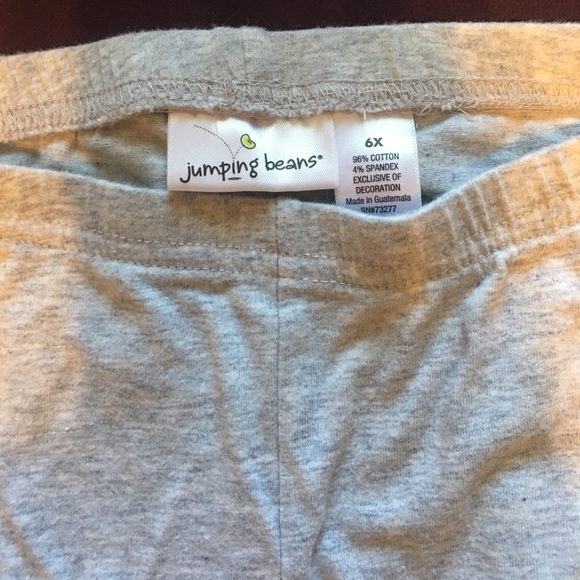 jumping beans®
6X
96% COTTON
4% SPANDEX
EXCLUSIVE OF
DECORATION
Made in Guatemala
RN#73277